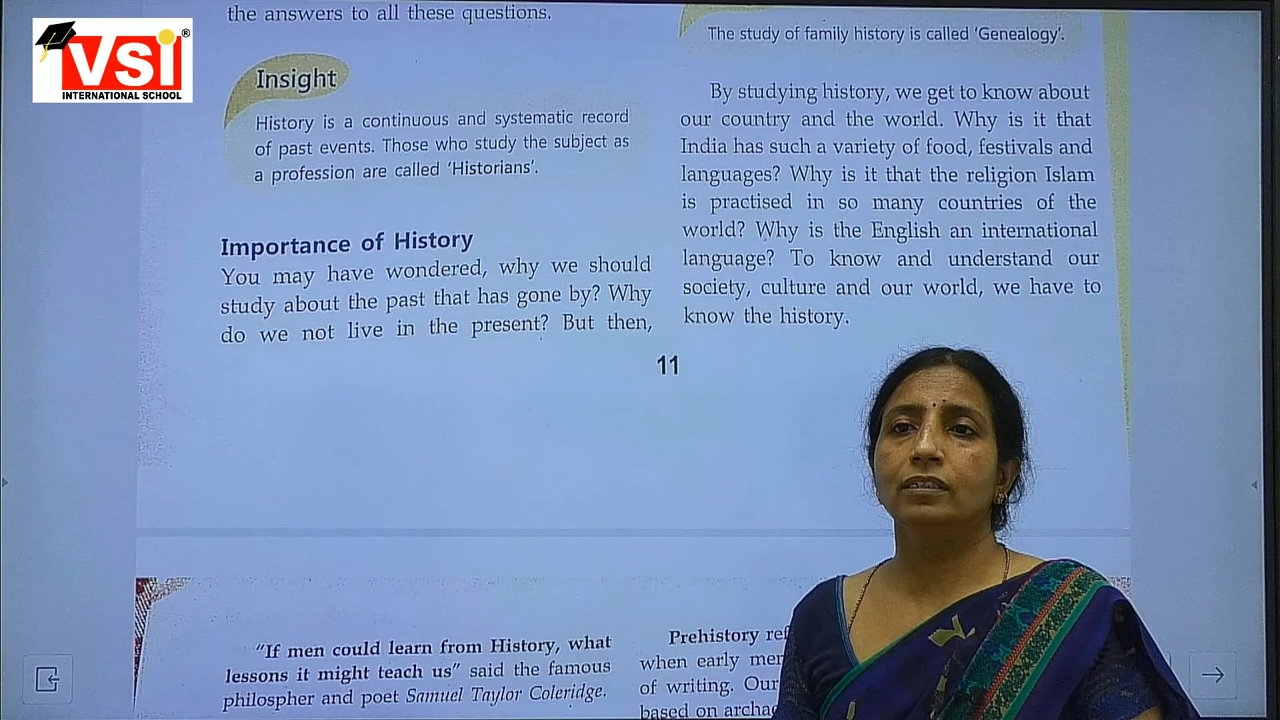 VSI®
INTERNATIONAL SCHOOL
the answers to all these questions.
Insight
History is a continuous and systematic record
of past events. Those who study the subject as
a profession are called ‘Historians’.
Importance of History
You may have wondered, why we should
study about the past that has gone by? Why
do we not live in the present? But then,
The study of family history is called ‘Genealogy’.
By studying history, we get to know about
our country and the world. Why is it that
India has such a variety of food, festivals and
languages? Why is it that the religion Islam
is practised in so many countries of the
world? Why is the English an international
language? To know and understand our
society, culture and our world, we have to
know the history.
11
“If men could learn from History, what
lessons it might teach us” said the famous
philospher and poet Samuel Taylor Coleridge.
Prehistory
when early
of writing. Our
based on